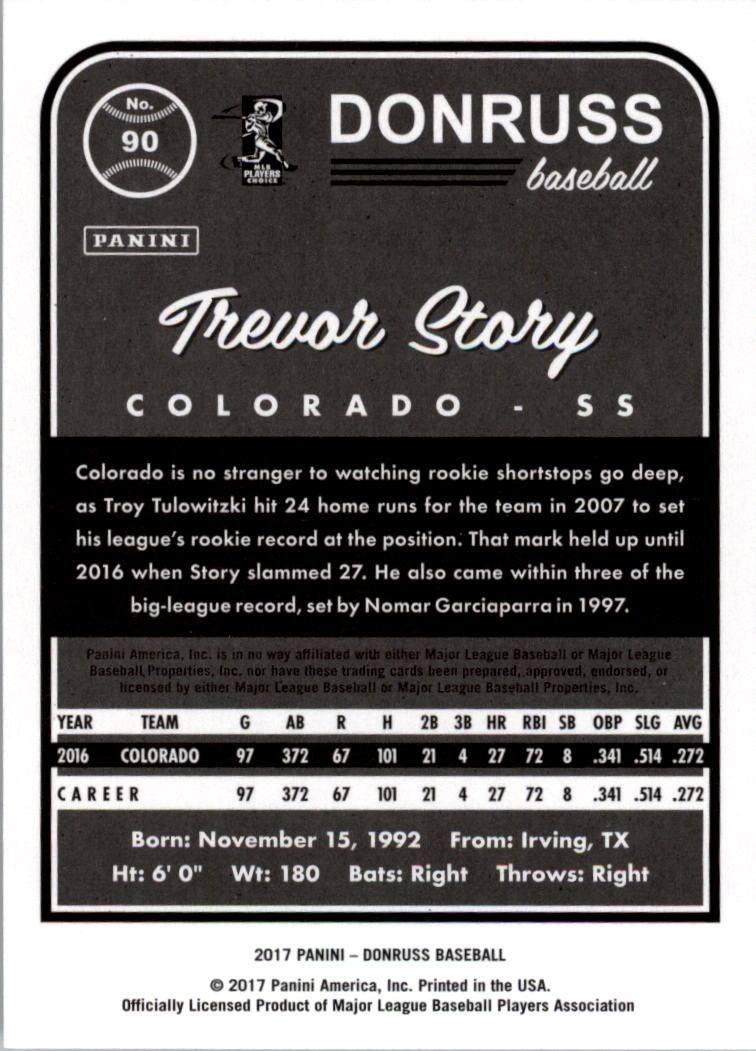 No.
90
MLB
PLAYERS
CHOICE
DONRUSS
baseball
PANINI
Trevor Story
COLORADO - SS
Colorado is no stranger to watching rookie shortstops go deep,
as Troy Tulowitzki hit 24 home runs for the team in 2007 to set
his league's rookie record at the position. That mark held up until
2016 when Story slammed 27. He also came within three of the
big-league record, set by Nomar Garciaparra in 1997.
Panini America, Inc. is in no way affiliated with either Major League Baseball or Major League
Baseball Properties, Inc. nor have these trading cards been prepared, approved, endorsed, or
licensed by either Major League Baseball or Major League Baseball Properties, Inc.
YEAR TEAM G AB R H 2B 3B HR RBI SB OBP SLG AVG
2016 COLORADO 97 372 67 101 21 4 27 72 8 .341 .514 .272
CAREER 97 372 67 101 21 4 27 72 8 .341 .514 .272
Born: November 15, 1992 From: Irving, TX
Ht: 6' 0" Wt: 180 Bats: Right Throws: Right
2017 PANINI – DONRUSS BASEBALL
© 2017 Panini America, Inc. Printed in the USA.
Officially Licensed Product of Major League Baseball Players Association